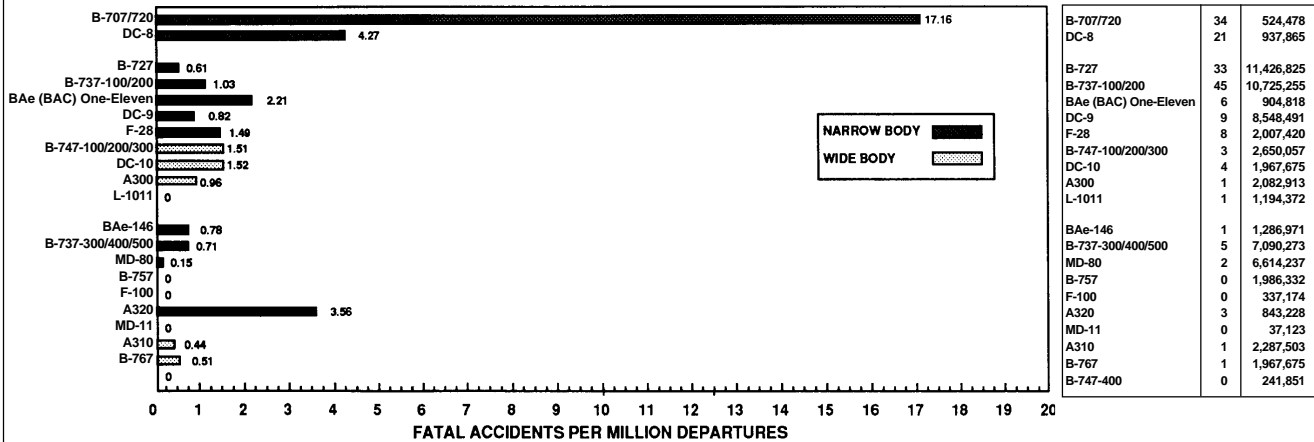 B-707/720 17.16
DC-8 4.27
B-727 0.61
B-737-100/200 1.03
BAe (BAC) One-Eleven 2.21
DC-9 0.82
F-28 1.49
B-747-100/200/300 1.51
DC-10 1.52
A300 0.96
L-1011 0
BAe-146 0.78
B-737-300/400/500 0.71
MD-80 0.15
B-757 0
F-100 0
A320 3.56
MD-11 0
A310 0.44
B-767 0.51
0
NARROW BODY
WIDE BODY
0 1 2 3 4 5 6 7 8 9 10 11 12 13 14 15 16 17 18 19 20
FATAL ACCIDENTS PER MILLION DEPARTURES
B-707/720 34 524,478
DC-8 21 937,865
B-727 33 11,426,825
B-737-100/200 45 10,725,255
BAe (BAC) One-Eleven 6 904,818
DC-9 9 8,548,491
F-28 8 2,007,420
B-747-100/200/300 3 2,650,057
DC-10 4 1,967,675
A300 1 2,082,913
L-1011 1 1,194,372
BAe-146 1 1,286,971
B-737-300/400/500 5 7,090,273
MD-80 2 6,614,237
B-757 0 1,986,332
F-100 0 337,174
A320 3 843,228
MD-11 0 37,123
A310 1 2,287,503
B-767 1 1,967,675
B-747-400 0 241,851